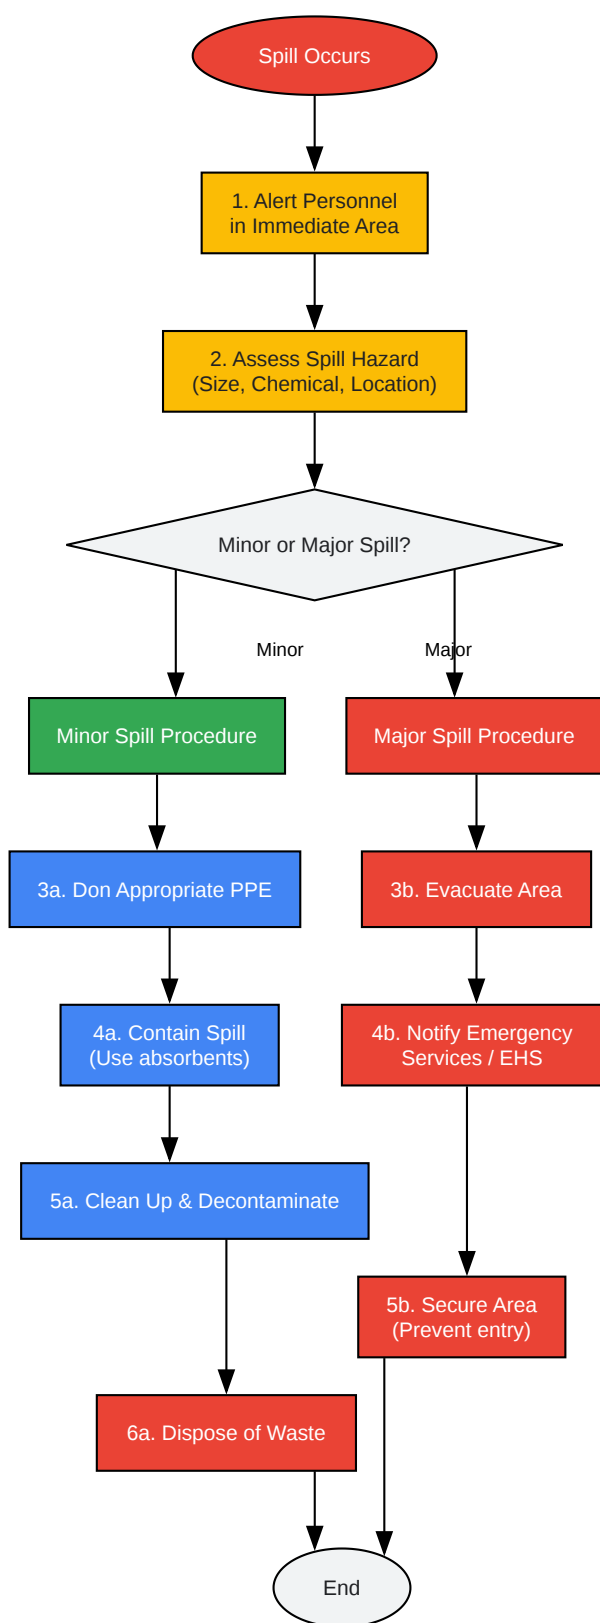 Spill Occurs
1. Alert Personnel
in Immediate Area
2. Assess Spill Hazard
(Size, Chemical, Location)
Minor or Major Spill?
Minor
Major
Minor Spill Procedure
Major Spill Procedure
3a. Don Appropriate PPE
3b. Evacuate Area
4a. Contain Spill
(Use absorbents)
4b. Notify Emergency
Services / EHS
5a. Clean Up & Decontaminate
5b. Secure Area
(Prevent entry)
6a. Dispose of Waste
End